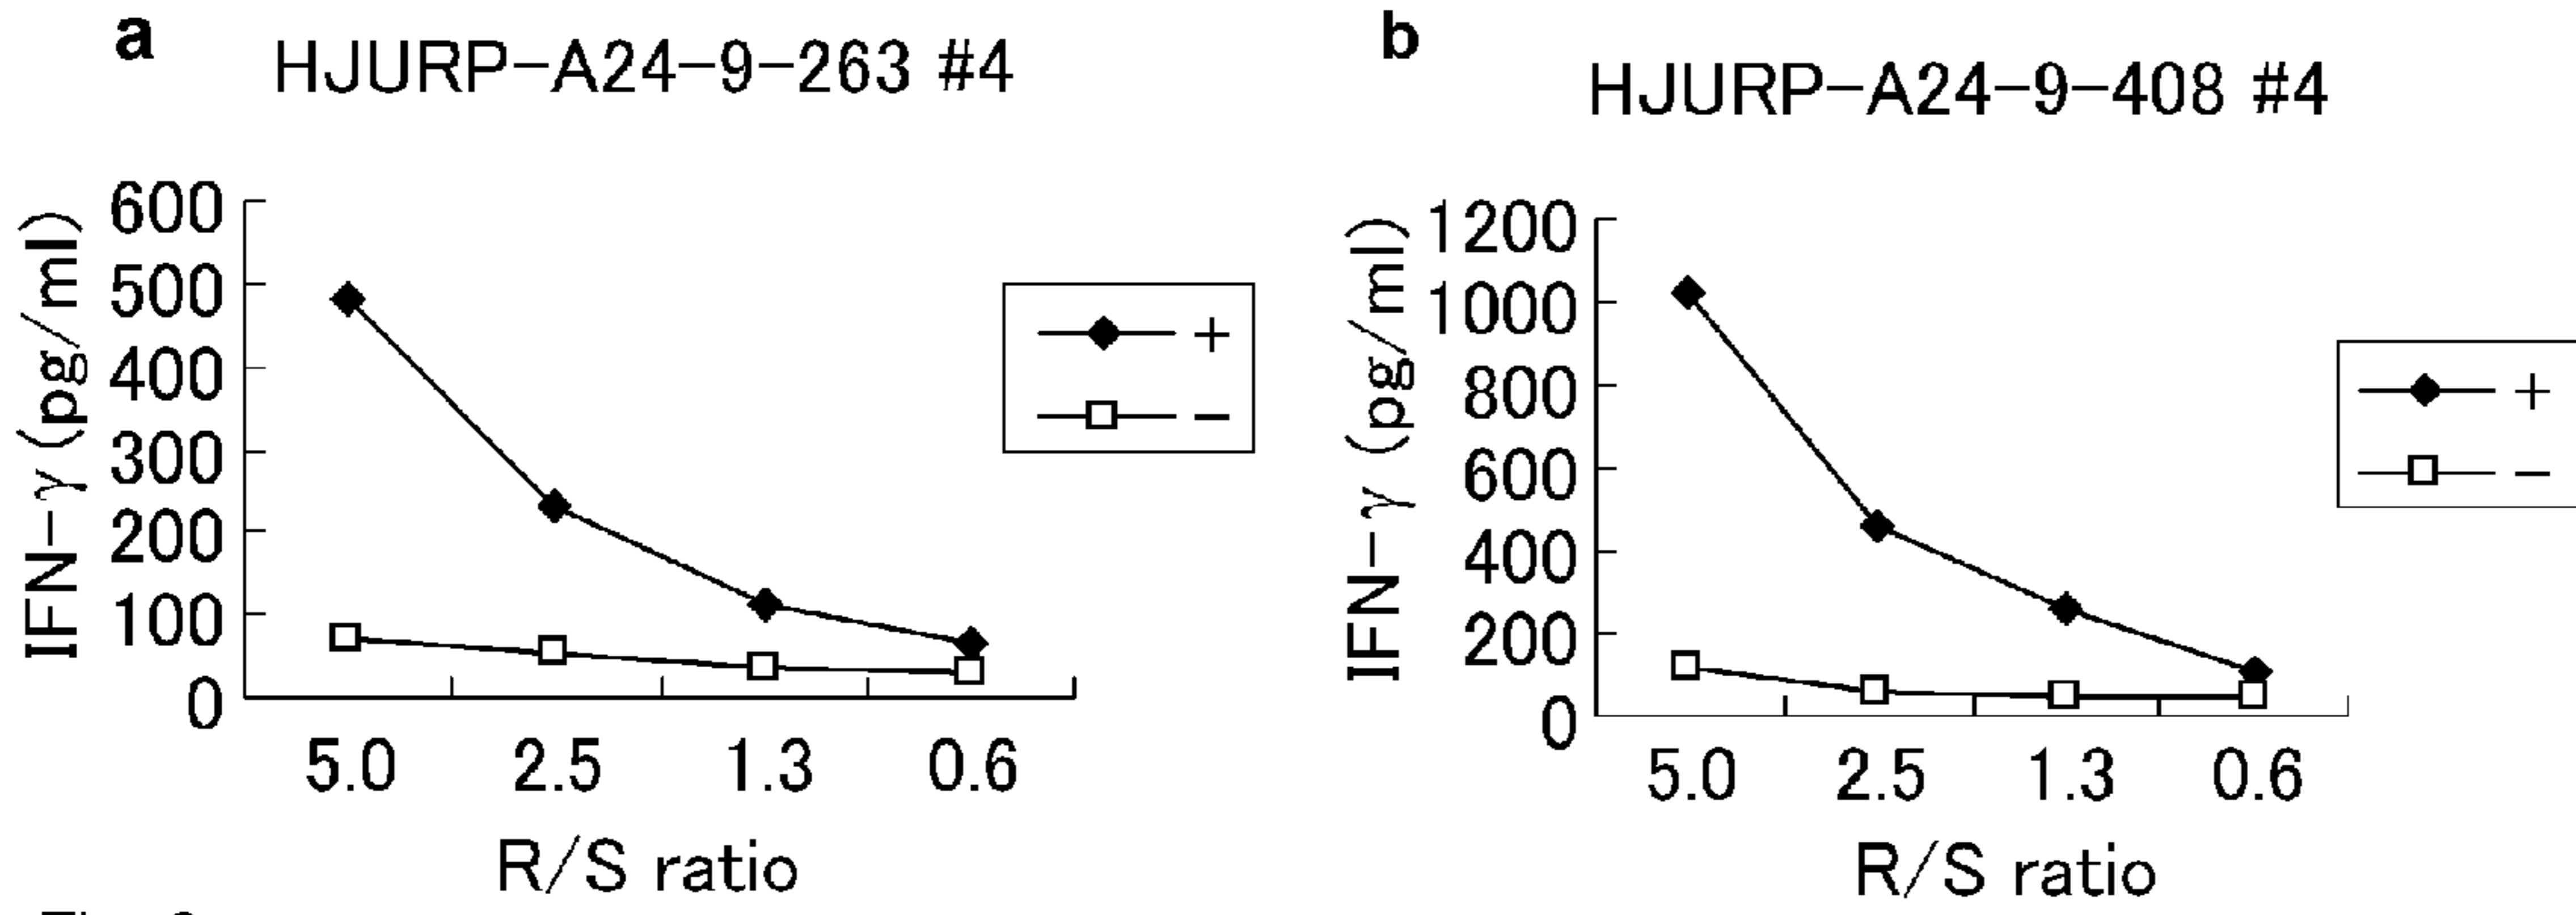 a
HJURP-A24-9-263 #4
IFN-γ (pg/ml)
600
500
400
300
200
100
0
5.0 2.5 1.3 0.6
R/S ratio
+
−
b
HJURP-A24-9-408 #4
IFN-γ (pg/ml)
1200
1000
800
600
400
200
0
5.0 2.5 1.3 0.6
R/S ratio
+
−